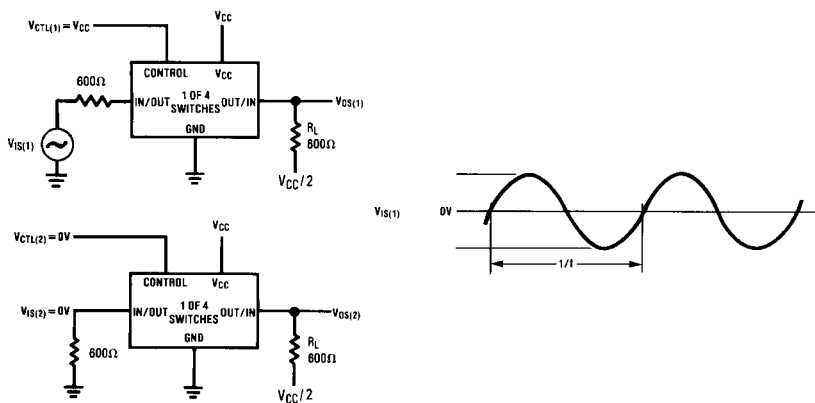 VCTL(1) = VCC
VCC
CONTROL
VCC
600Ω
IN/OUT
1 OF 4
SWITCHES
OUT/IN
VOS(1)
GND
VIS(1)
RL
600Ω
VCC/2
VIS(1)
0V
1/f
VCTL(2) = 0V
VCC
CONTROL
VCC
VIS(2) = 0V
IN/OUT
1 OF 4
SWITCHES
OUT/IN
VOS(2)
GND
600Ω
RL
600Ω
VCC/2